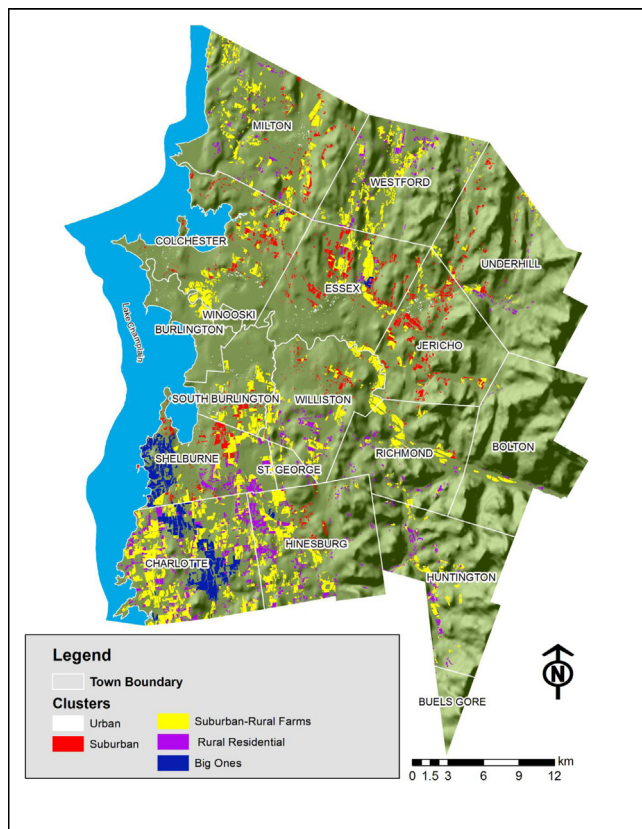 MILTON
WESTFORD
COLCHESTER
UNDERHILL
ESSEX
WINOOSKI
Lake Champlain
BURLINGTON
JERICHO
SOUTH BURLINGTON
WILLISTON
BOLTON
SHELBURNE
RICHMOND
ST. GEORGE
HINESBURG
CHARLOTTE
HUNTINGTON
BUELS GORE
Legend
Town Boundary
Clusters
Urban
Suburban
Suburban-Rural Farms
Rural Residential
Big Ones
N
km
0 1.5 3 6 9 12